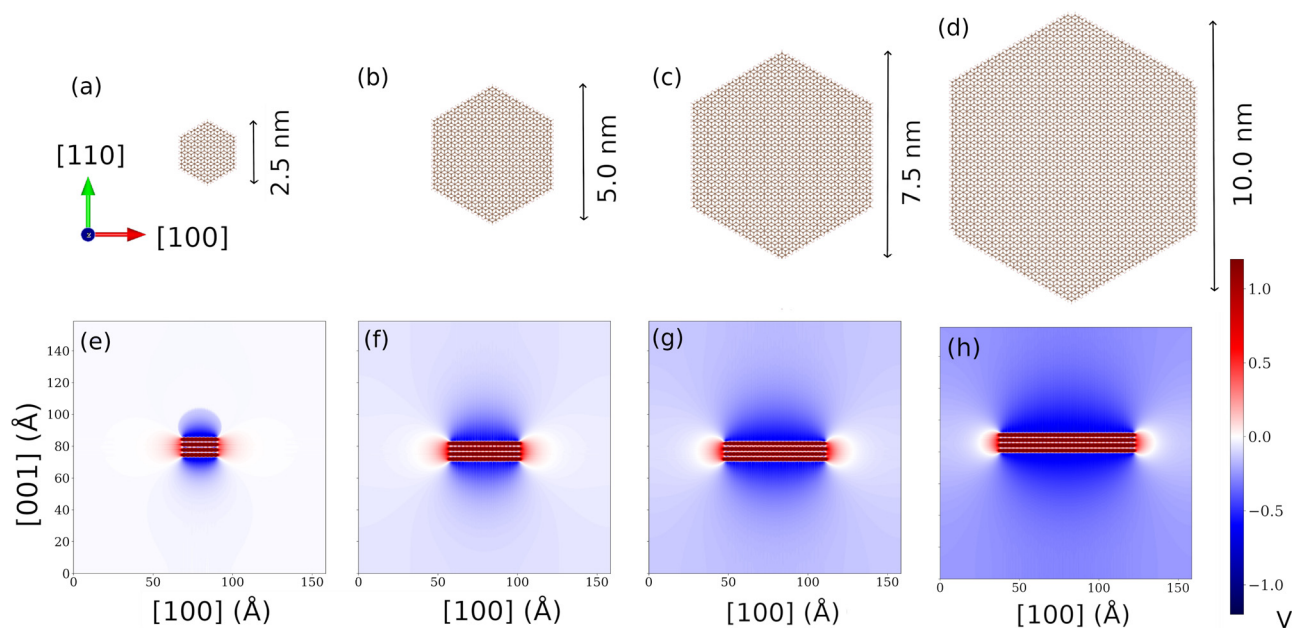 (a)
(b)
(c)
(d)
[110]
[100]
x
2.5 nm
5.0 nm
7.5 nm
10.0 nm
(e)
(f)
(g)
(h)
[001] (Å)
140
120
100
80
60
40
20
0
0 50 100 150
0 50 100 150
0 50 100 150
0 50 100 150
[100] (Å)
[100] (Å)
[100] (Å)
[100] (Å)
1.0
0.5
0.0
−0.5
−1.0
V